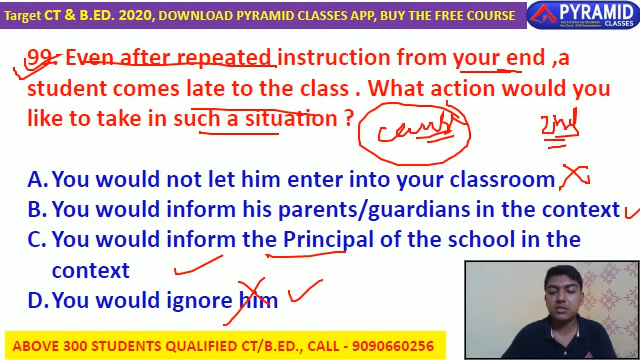 Target CT & B.ED. 2020, DOWNLOAD PYRAMID CLASSES APP, BUY THE FREE COURSE
PYRAMID
CLASSES
99. Even after repeated instruction from your end ,a
student comes late to the class . What action would you
like to take in such a situation ?
2nd
A. You would not let him enter into your classroom
B. You would inform his parents/guardians in the context
C. You would inform the Principal of the school in the
context
D. You would ignore him
ABOVE 300 STUDENTS QUALIFIED CT/B.ED., CALL - 9090660256